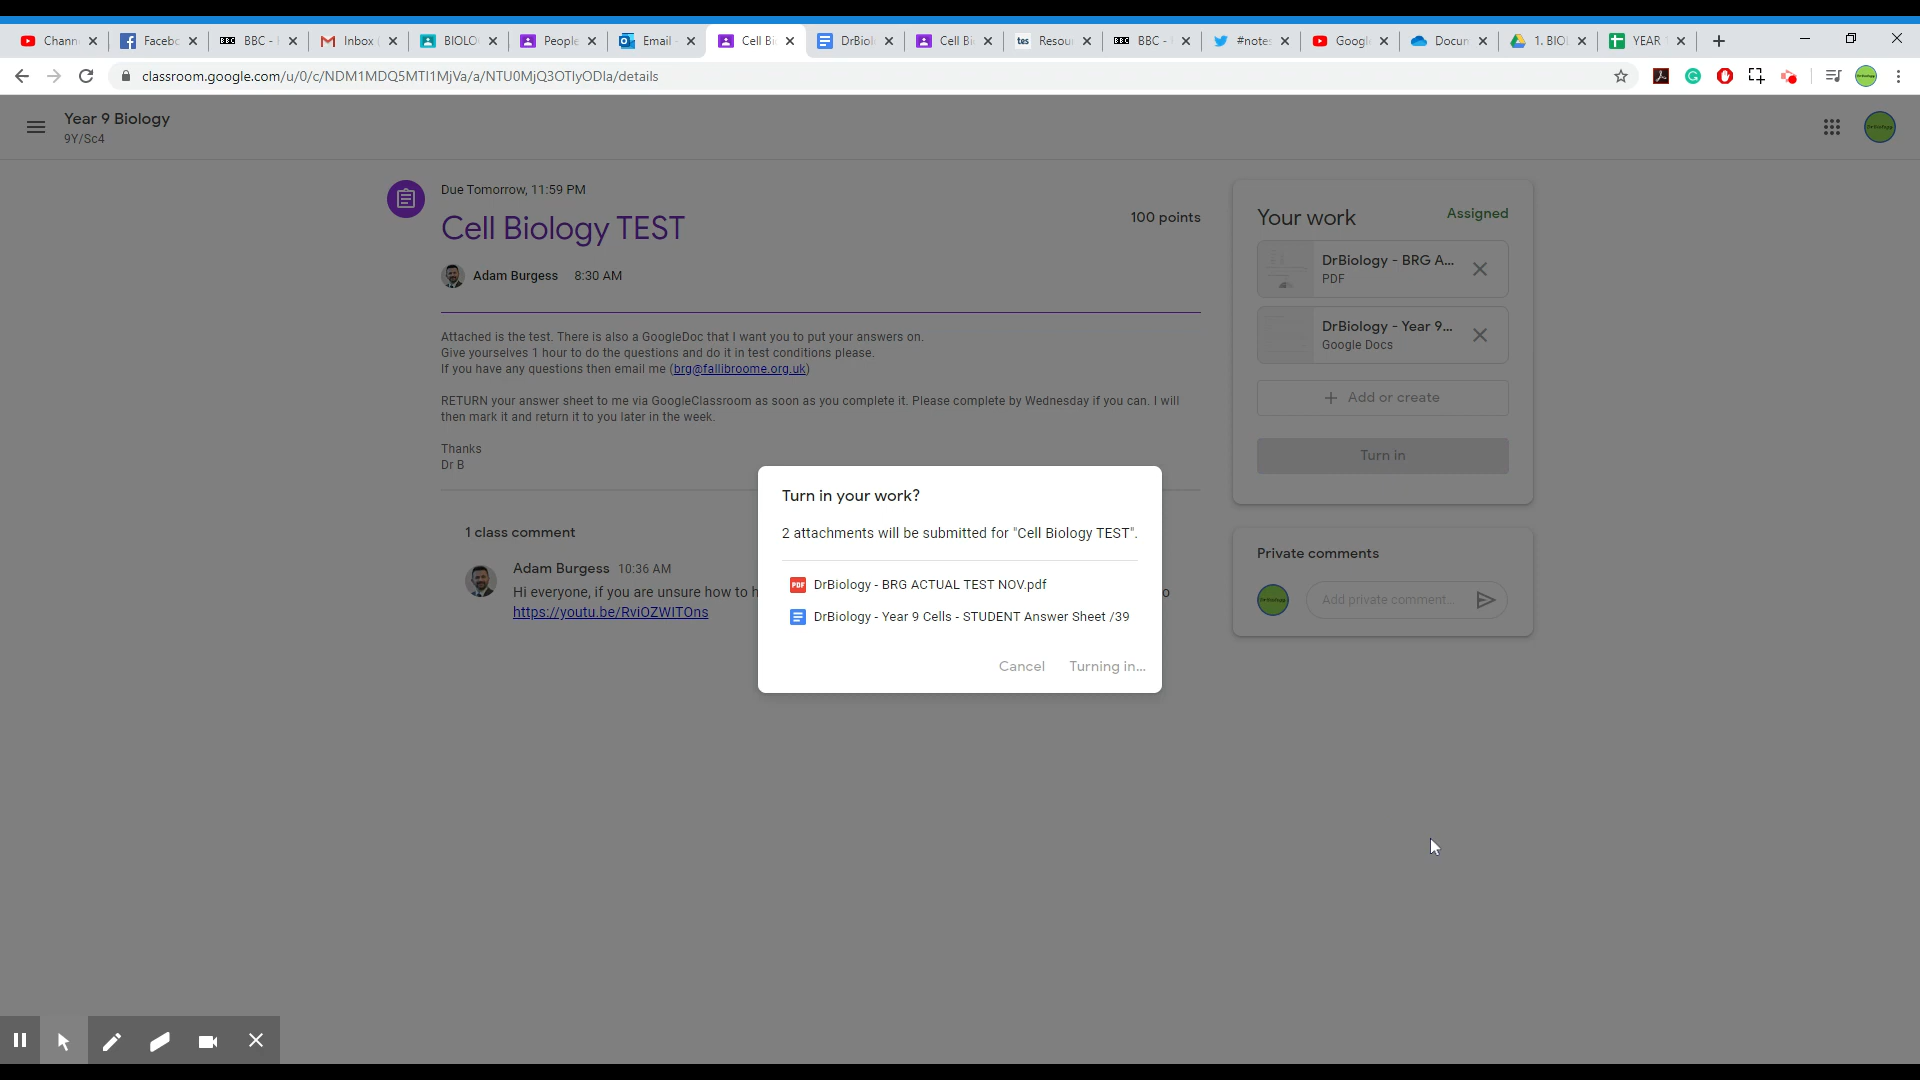 Chann
Facebo
BBC -
Inbox (
BIOLO
People
Email -
Cell Bi
DrBiol
Cell Bi
tes
Resou
BBC -
#note
Googl
Docum
1. BIO
YEAR
classroom.google.com/u/0/c/NDM1MDQ5MTI1MjVa/a/NTU0MjQ3OTIyODIa/details
Year 9 Biology
9Y/Sc4
Due Tomorrow, 11:59 PM
Cell Biology TEST
100 points
Adam Burgess 8:30 AM
Attached is the test. There is also a GoogleDoc that I want you to put your answers on.
Give yourselves 1 hour to do the questions and do it in test conditions please.
If you have any questions then email me (brg@fallibroome.org.uk)
RETURN your answer sheet to me via GoogleClassroom as soon as you complete it. Please complete by Wednesday if you can. I will
then mark it and return it to you later in the week.
Thanks
Dr B
1 class comment
Adam Burgess 10:36 AM
Hi everyone, if you are unsure how to h
o
https://youtu.be/RviOZWITOns
Your work
Assigned
DrBiology - BRG A...
PDF
DrBiology - Year 9...
Google Docs
+ Add or create
Turn in
Private comments
Add private comment...
Turn in your work?
2 attachments will be submitted for "Cell Biology TEST".
PDF DrBiology - BRG ACTUAL TEST NOV.pdf
DrBiology - Year 9 Cells - STUDENT Answer Sheet /39
Cancel
Turning in...